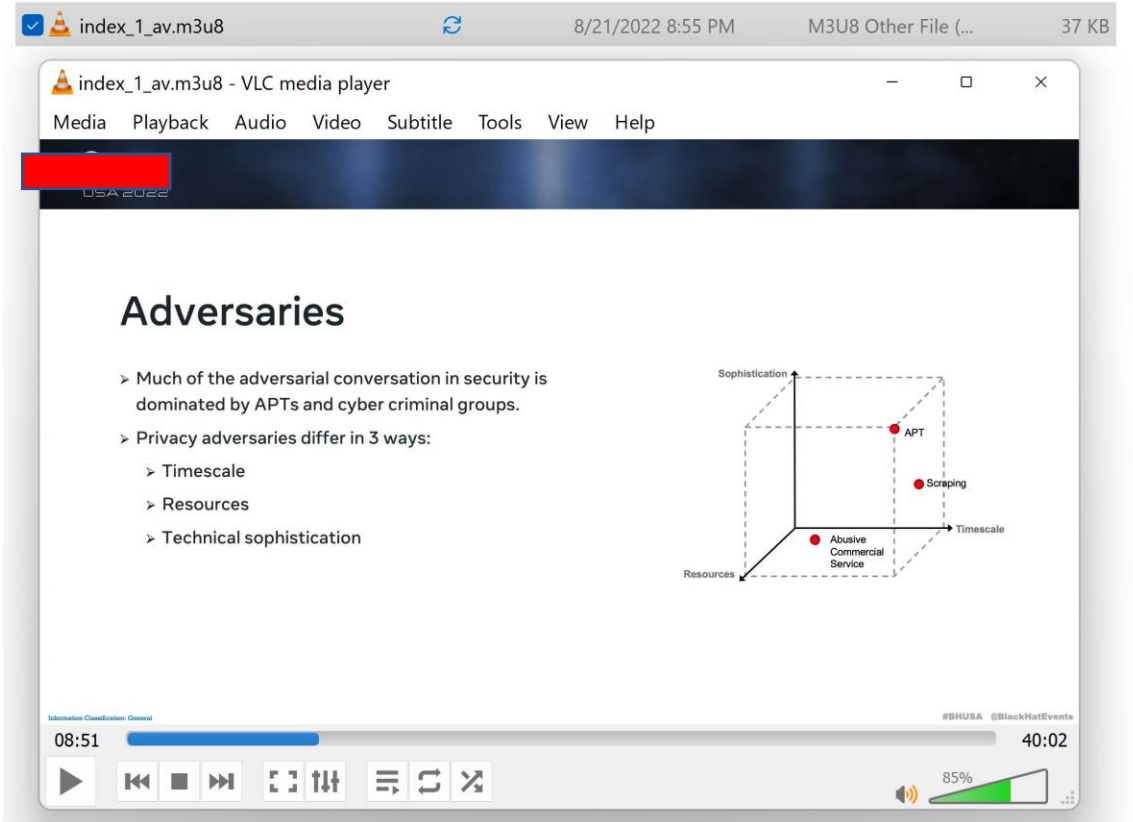 index_1_av.m3u8 8/21/2022 8:55 PM M3U8 Other File (... 37 KB
index_1_av.m3u8 - VLC media player
Media Playback Audio Video Subtitle Tools View Help
USA 2022
Adversaries
➢ Much of the adversarial conversation in security is
dominated by APTs and cyber criminal groups.
➢ Privacy adversaries differ in 3 ways:
➢ Timescale
➢ Resources
➢ Technical sophistication
Sophistication
APT
Scraping
Timescale
Abusive
Commercial
Service
Resources
Information Classification: General
#BHUSA @BlackHatEvents
08:51 40:02
85%